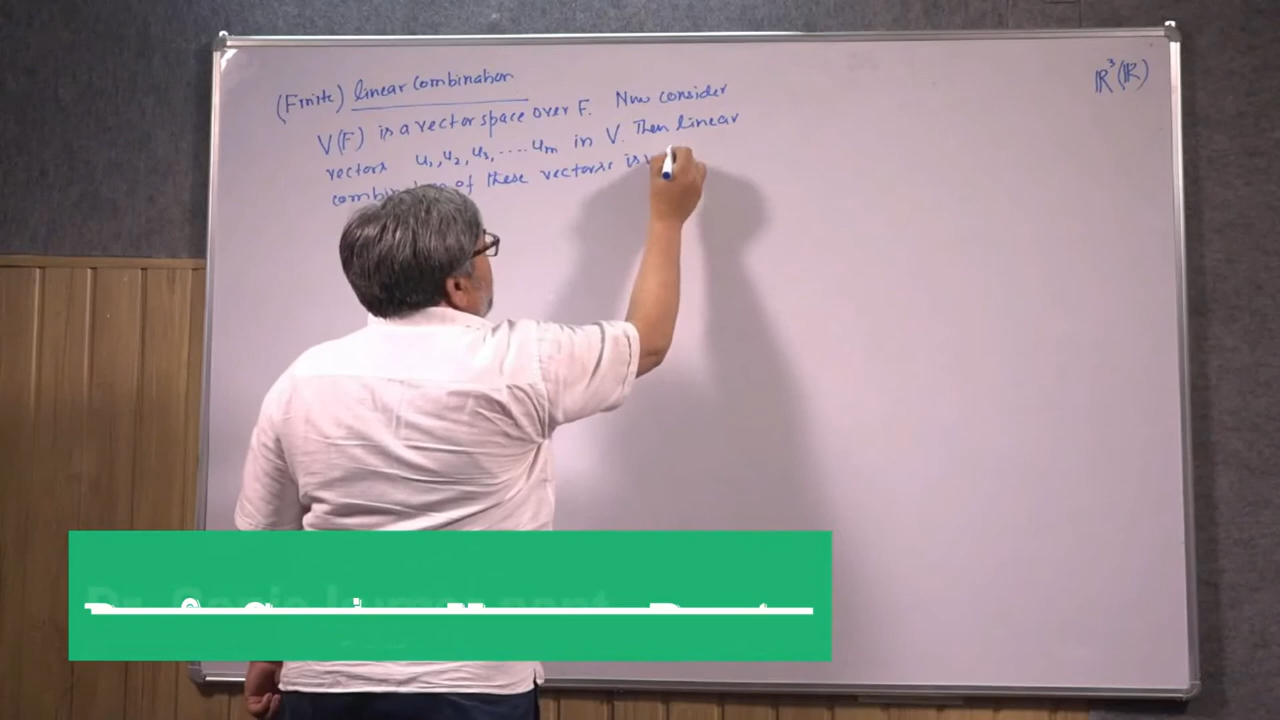 (Finite) linear combination
V(F) is a vector space over F. Now consider
vectors u₁, u₂, u₃, .... uₘ in V. Then linear
of these vectors is
ℝ³(ℝ)